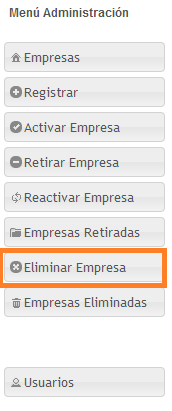 Menú Administración
Empresas
Registrar
Activar Empresa
Retirar Empresa
Reactivar Empresa
Empresas Retiradas
Eliminar Empresa
Empresas Eliminadas
Usuarios